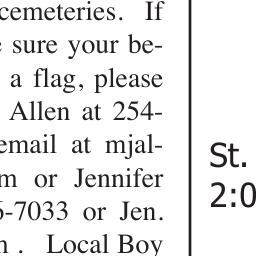 cemeteries. If
sure your be-
a flag, please
Allen at 254-
email at mjal-
m or Jennifer
6-7033 or Jen.
. Local Boy
St.
2:0